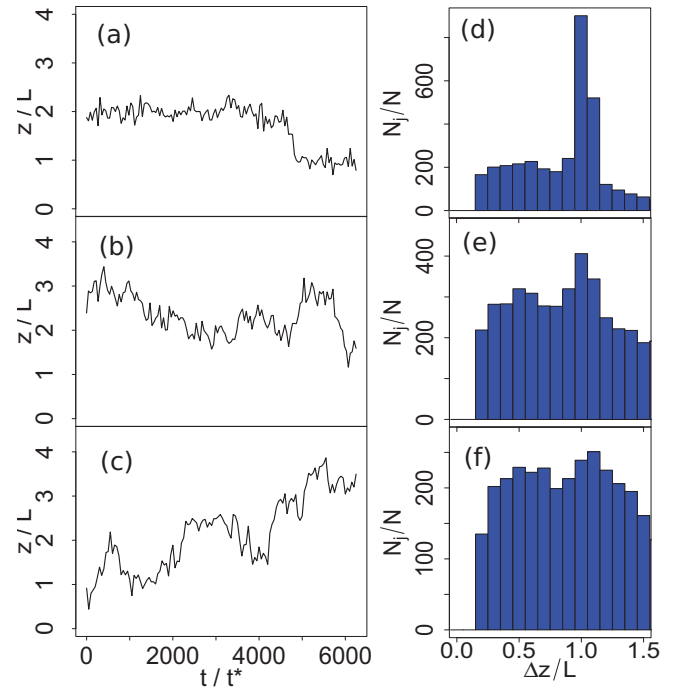 (a)
z / L
0 1 2 3 4
(b)
z / L
0 1 2 3 4
(c)
z / L
0 1 2 3 4
0 2000 4000 6000
t / t*
(d)
N_j/N
0 200 600
(e)
N_j/N
0 200 400
(f)
N_j/N
0 100 200
0.0 0.5 1.0 1.5
Δz/L